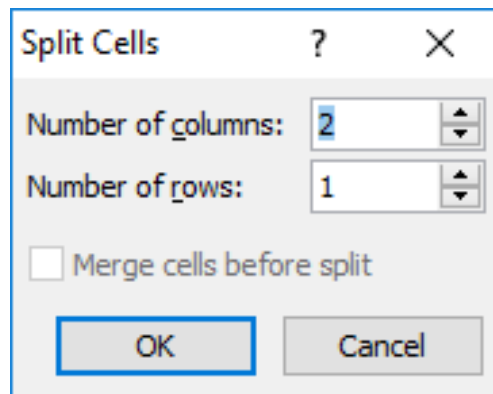 Split Cells ?
Number of columns: 2
Number of rows: 1
Merge cells before split
OK Cancel